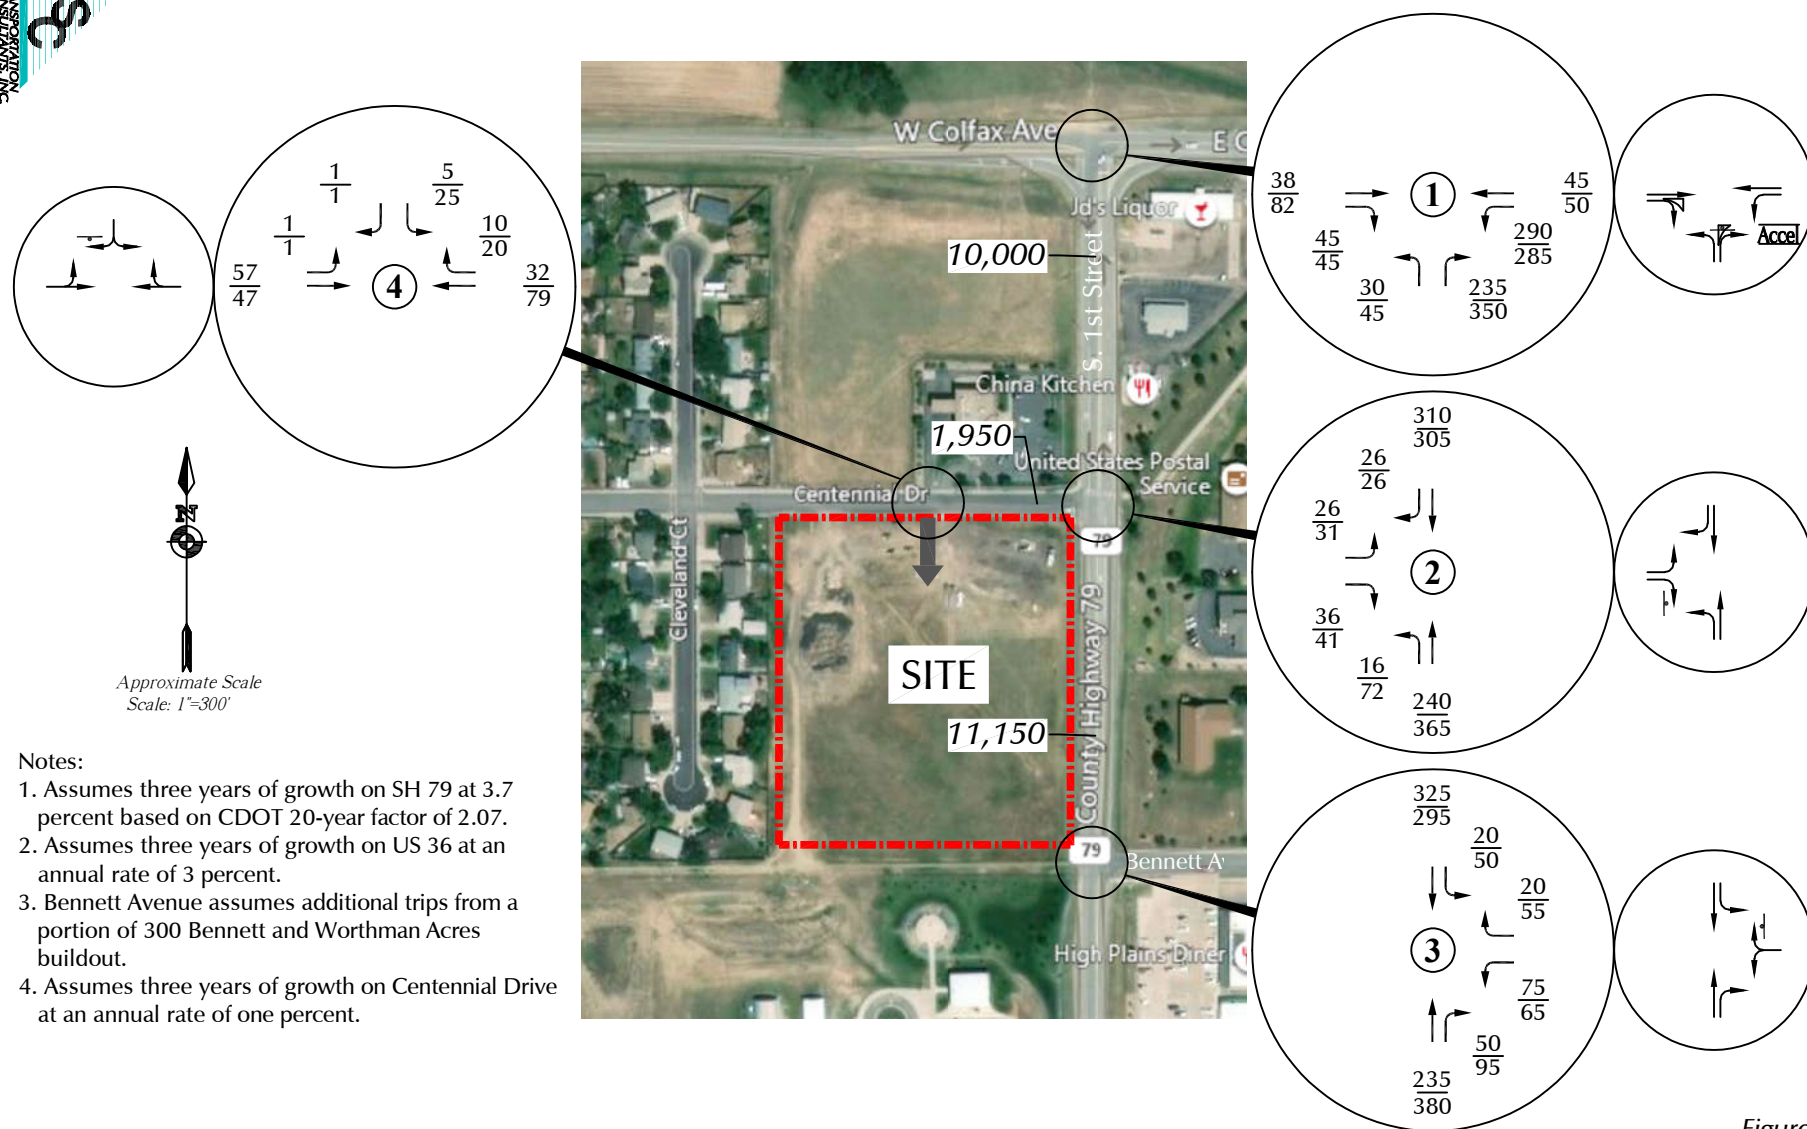 NSPORTATION
NSULTANTS, INC.
SC
W Colfax Ave
Jd's Liquor
10,000
S. 1st Street
China Kitchen
1,950
United States Postal
Service
Centennial Dr
79
Cleveland Ct
SITE
County Highway 79
11,150
79
Bennett
High Plains Diner
1
1
5
25
1
1
10
20
57
47
4
32
79
38
82
1
45
50
45
45
290
285
30
45
235
350
Accel
310
305
26
26
26
31
2
36
41
16
72
240
365
325
295
20
50
20
55
3
75
65
50
95
235
380
N
Approximate Scale
Scale: 1"=300'
Notes:
1. Assumes three years of growth on SH 79 at 3.7
percent based on CDOT 20-year factor of 2.07.
2. Assumes three years of growth on US 36 at an
annual rate of 3 percent.
3. Bennett Avenue assumes additional trips from a
portion of 300 Bennett and Worthman Acres
buildout.
4. Assumes three years of growth on Centennial Drive
at an annual rate of one percent.
Figure